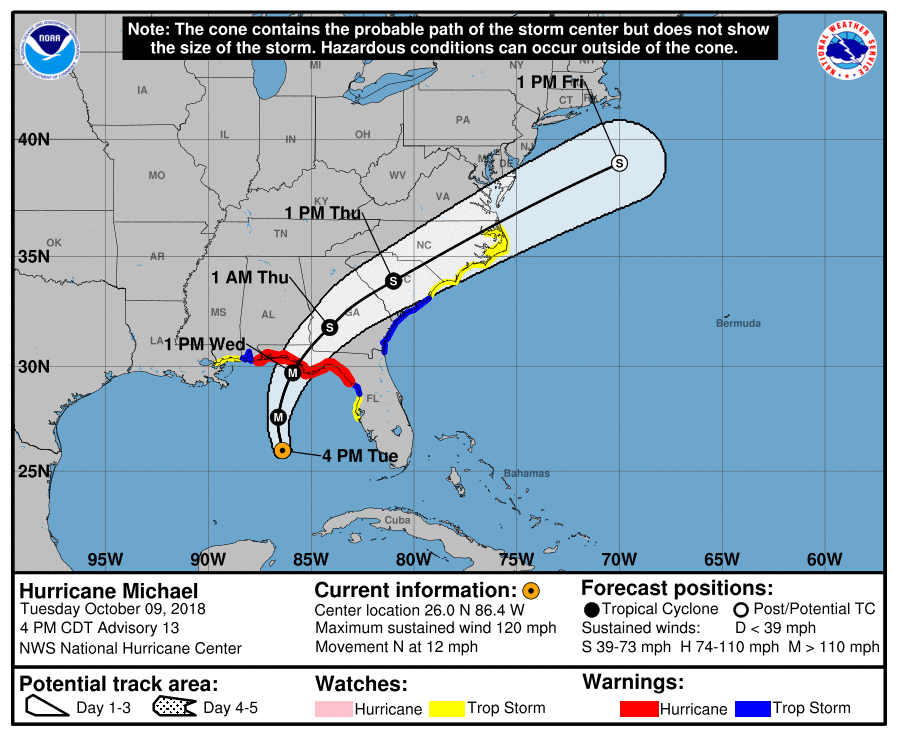 Note: The cone contains the probable path of the storm center but does not show
the size of the storm. Hazardous conditions can occur outside of the cone.
NOAA
NATIONAL WEATHER SERVICE
MI
NY
NH
1 PM Fri
IA
CT
RI
PA
IL
IN
OH
NJ
40N
MD
DE
MO
WV
KY
VA
1 PM Thu
OK
TN
NC
35N
AR
1 AM Thu
S
SC
MS
AL
GA
S
Bermuda
LA
1 PM Wed
30N
M
FL
M
4 PM Tue
25N
Bahamas
Cuba
95W
90W
85W
80W
75W
70W
65W
60W
S
Hurricane Michael
Tuesday October 09, 2018
4 PM CDT Advisory 13
NWS National Hurricane Center
Current information:
Center location 26.0 N 86.4 W
Maximum sustained wind 120 mph
Movement N at 12 mph
Forecast positions:
Tropical Cyclone Post/Potential TC
Sustained winds: D < 39 mph
S 39-73 mph H 74-110 mph M > 110 mph
Potential track area:
Day 1-3 Day 4-5
Watches:
Hurricane Trop Storm
Warnings:
Hurricane Trop Storm